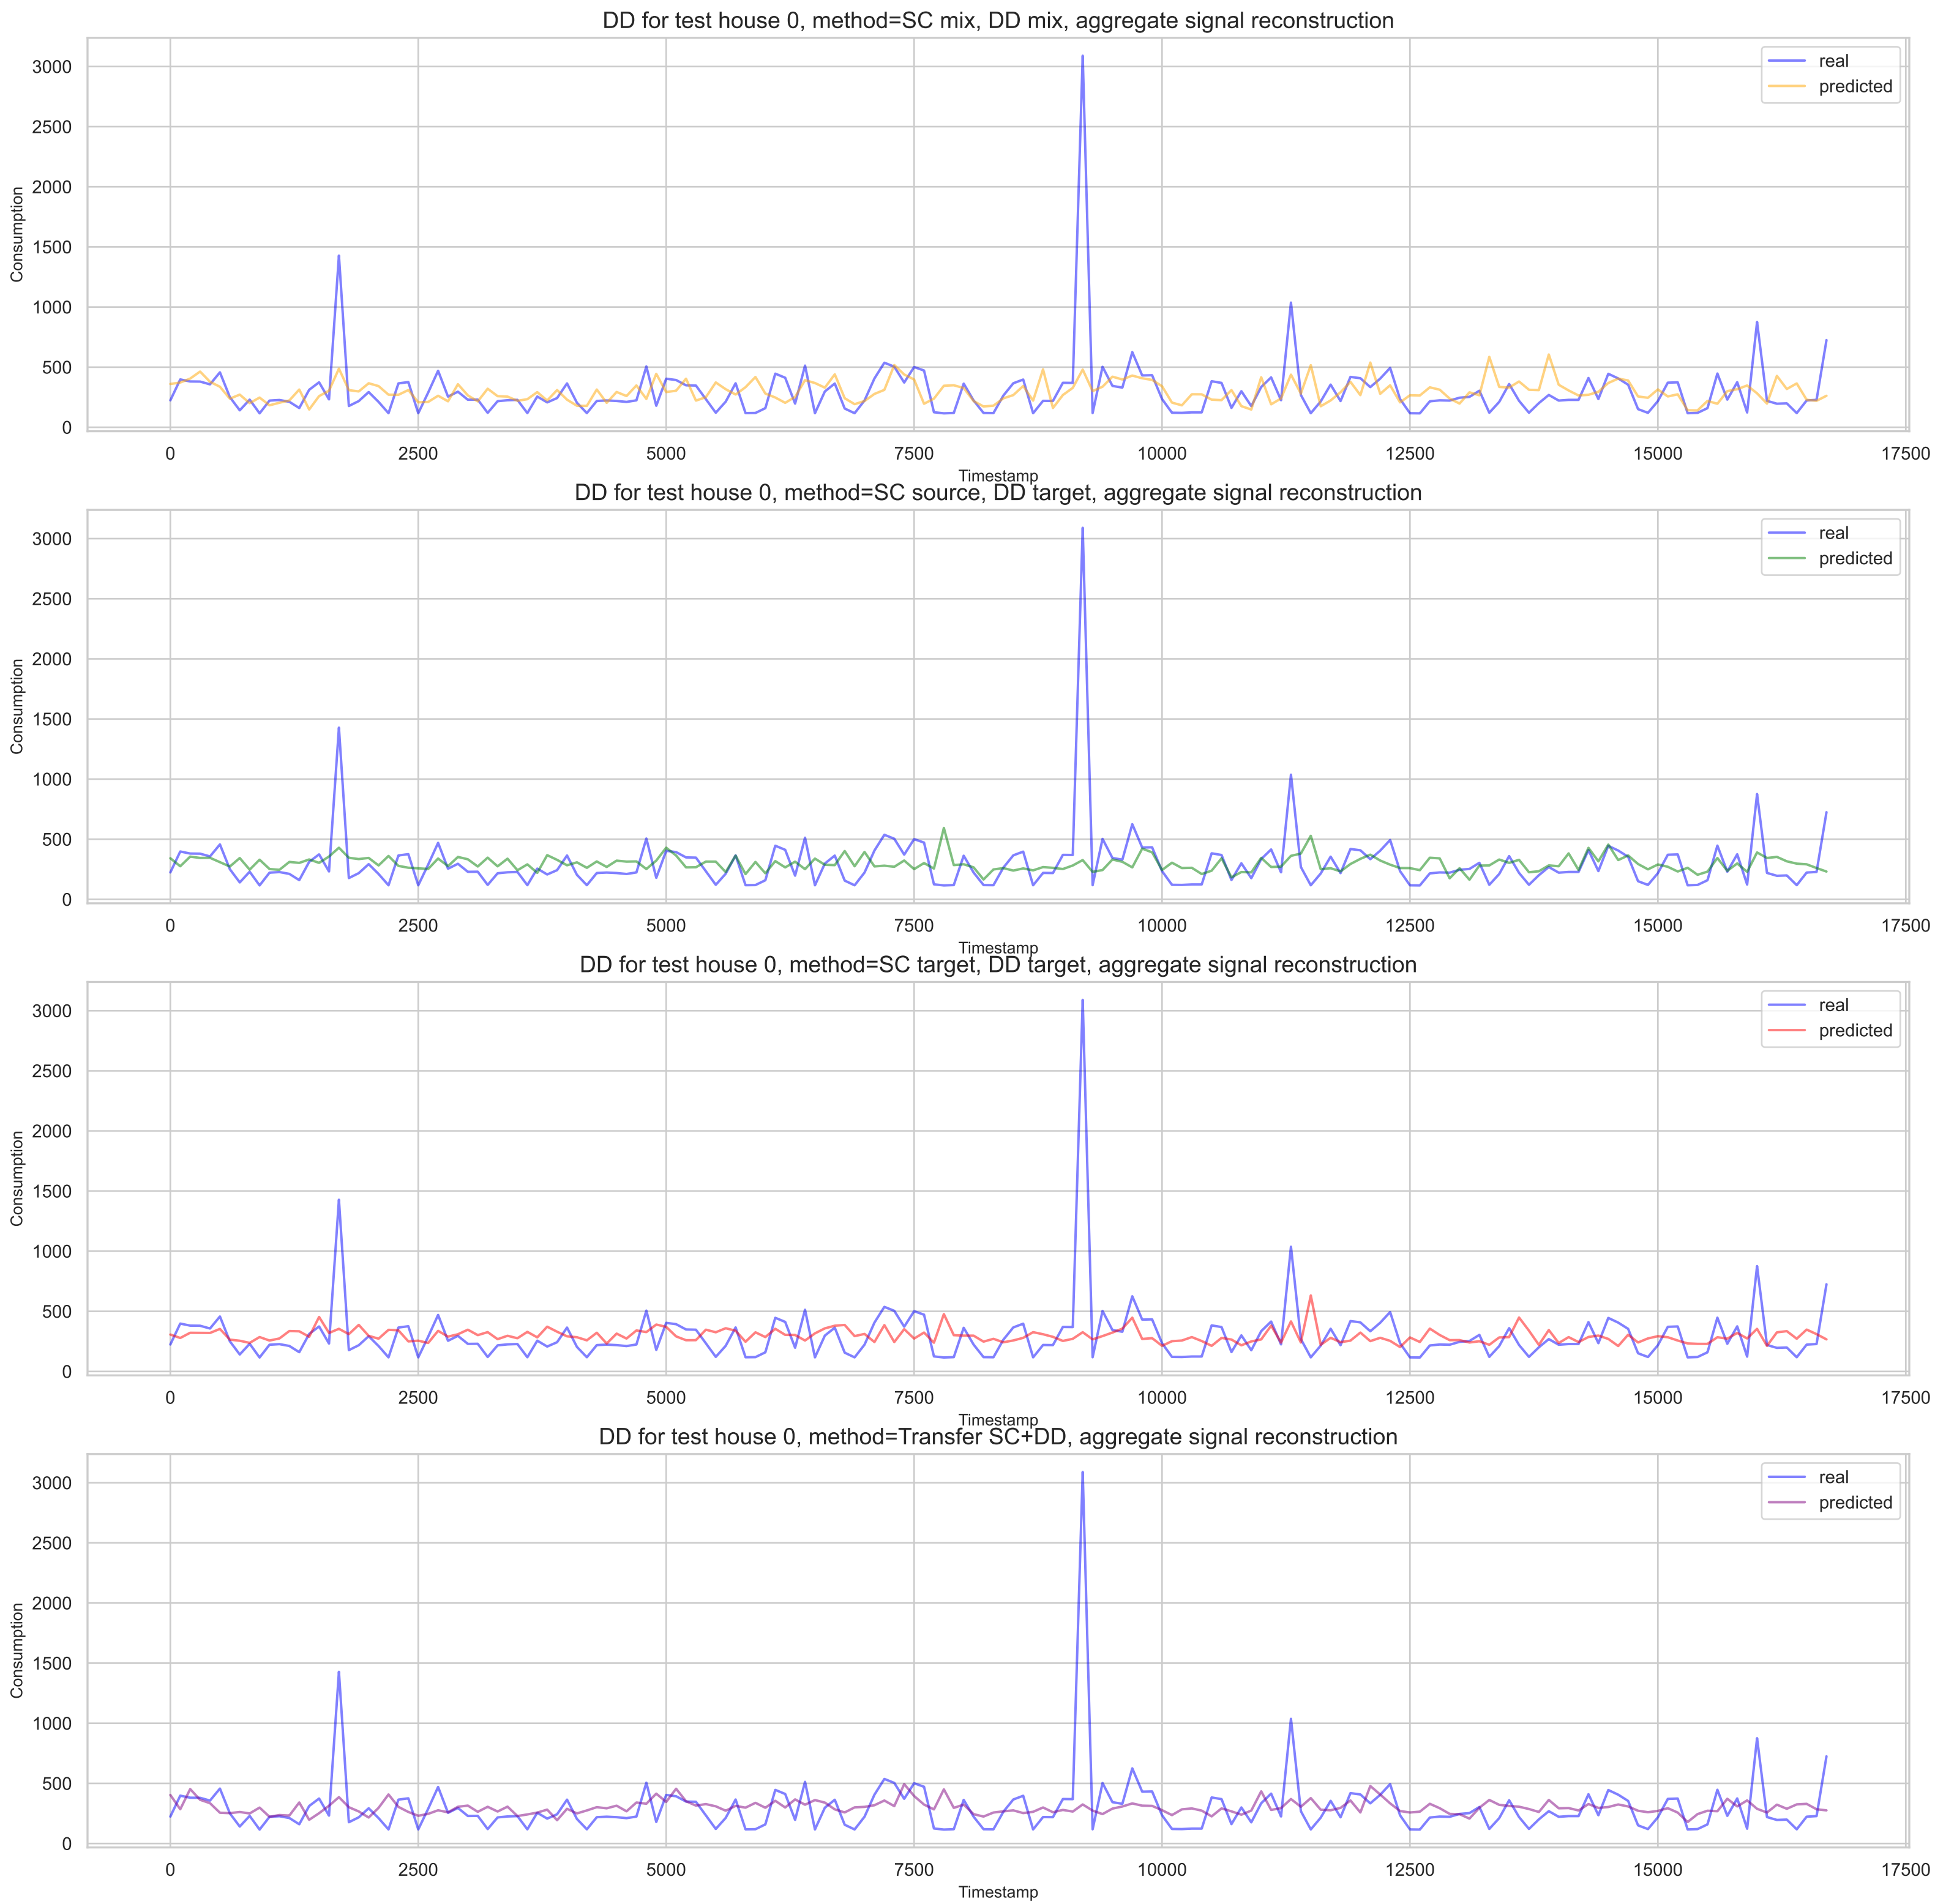 DD for test house 0, method=SC mix, DD mix, aggregate signal reconstruction
real
predicted
3000
2500
2000
1500
1000
500
0
Consumption
0 2500 5000 7500 10000 12500 15000 17500
Timestamp
DD for test house 0, method=SC source, DD target, aggregate signal reconstruction
real
predicted
3000
2500
2000
1500
1000
500
0
Consumption
0 2500 5000 7500 10000 12500 15000 17500
Timestamp
DD for test house 0, method=SC target, DD target, aggregate signal reconstruction
real
predicted
3000
2500
2000
1500
1000
500
0
Consumption
0 2500 5000 7500 10000 12500 15000 17500
Timestamp
DD for test house 0, method=Transfer SC+DD, aggregate signal reconstruction
real
predicted
3000
2500
2000
1500
1000
500
0
Consumption
0 2500 5000 7500 10000 12500 15000 17500
Timestamp